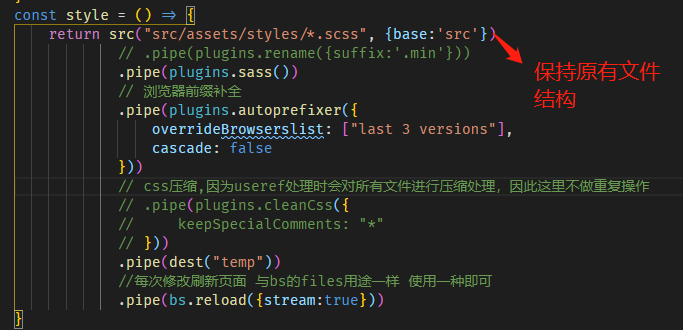 const style = () => {
return src("src/assets/styles/*.scss", {base:'src'})
// .pipe(plugins.rename({suffix:'.min'}))
.pipe(plugins.sass())
// 浏览器前缀补全
.pipe(plugins.autoprefixer({
overrideBrowserslist: ["last 3 versions"],
cascade: false
}))
// css压缩,因为useref处理时会对所有文件进行压缩处理，因此这里不做重复操作
// .pipe(plugins.cleanCss({
//     keepSpecialComments: "*"
// }))
.pipe(dest("temp"))
//每次修改刷新页面 与bs的files用途一样 使用一种即可
.pipe(bs.reload({stream:true}))
}
保持原有文件
结构